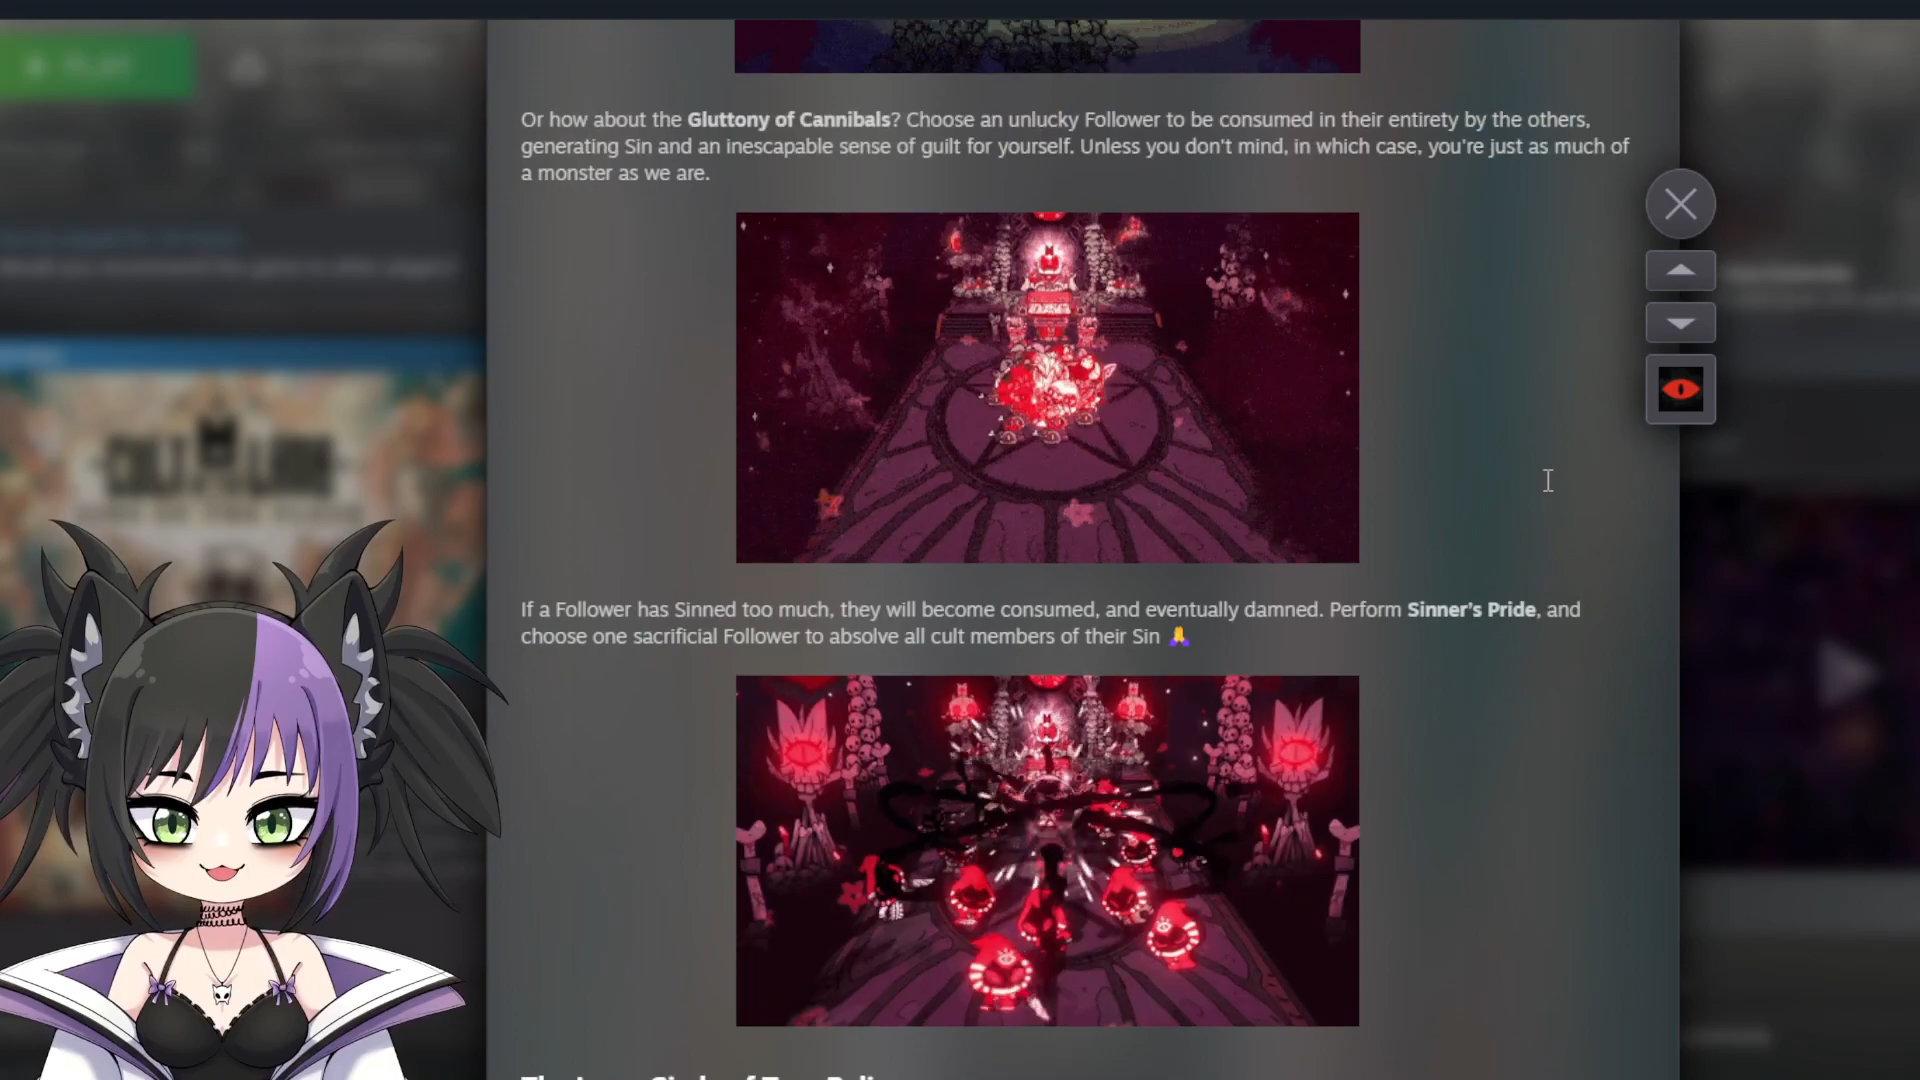 PLAY
Or how about the Gluttony of Cannibals? Choose an unlucky Follower to be consumed in their entirety by the others,
generating Sin and an inescapable sense of guilt for yourself. Unless you don't mind, in which case, you're just as much of
a monster as we are.
If a Follower has Sinned too much, they will become consumed, and eventually damned. Perform Sinner's Pride, and
choose one sacrificial Follower to absolve all cult members of their Sin 🙏